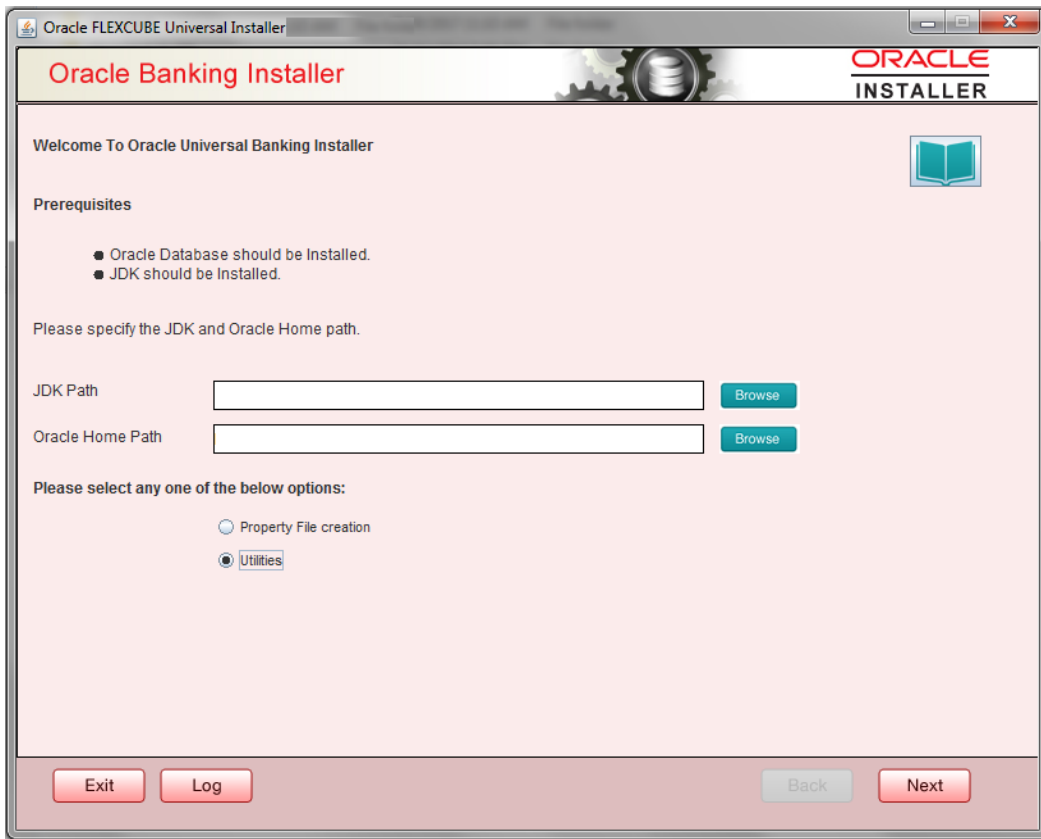 Oracle FLEXCUBE Universal Installer
Oracle Banking Installer
ORACLE
INSTALLER
Welcome To Oracle Universal Banking Installer
Prerequisites
Oracle Database should be Installed.
JDK should be Installed.
Please specify the JDK and Oracle Home path.
JDK Path
Browse
Oracle Home Path
Browse
Please select any one of the below options:
Property File creation
Utilities
Exit
Log
Back
Next